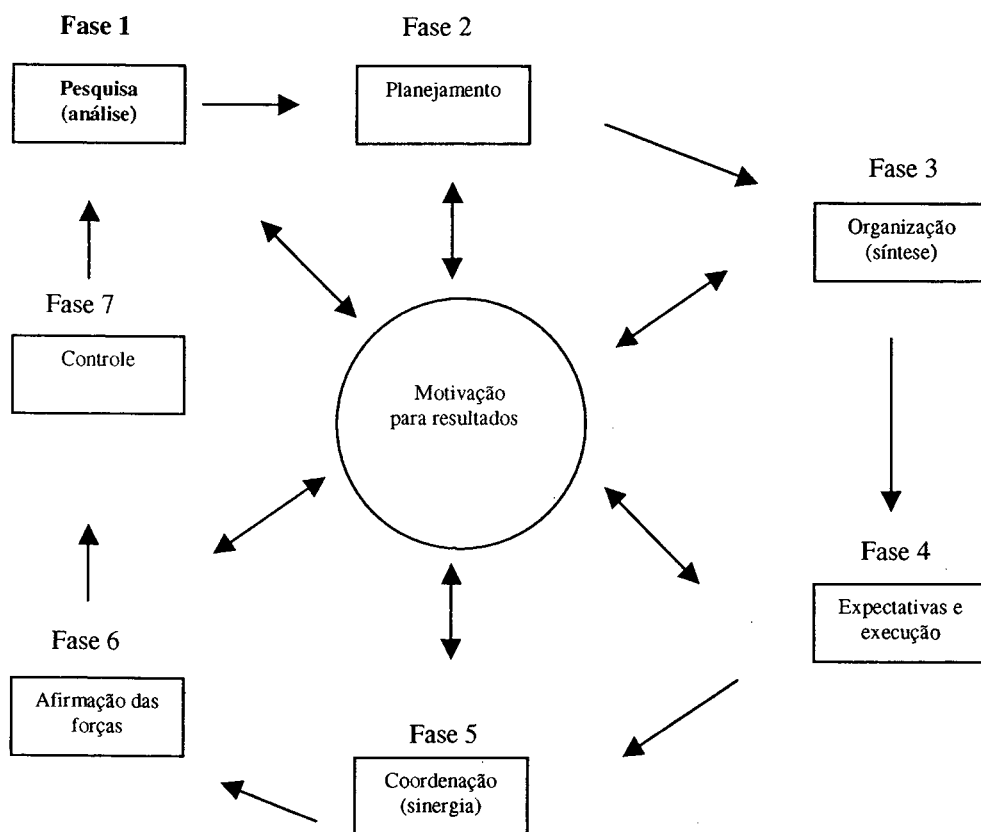 Fase 1
Pesquisa
(análise)
Fase 2
Planejamento
Fase 3
Organização
(síntese)
Fase 4
Expectativas e
execução
Fase 5
Coordenação
(sinergia)
Fase 6
Afirmação das
forças
Fase 7
Controle
Motivação
para resultados